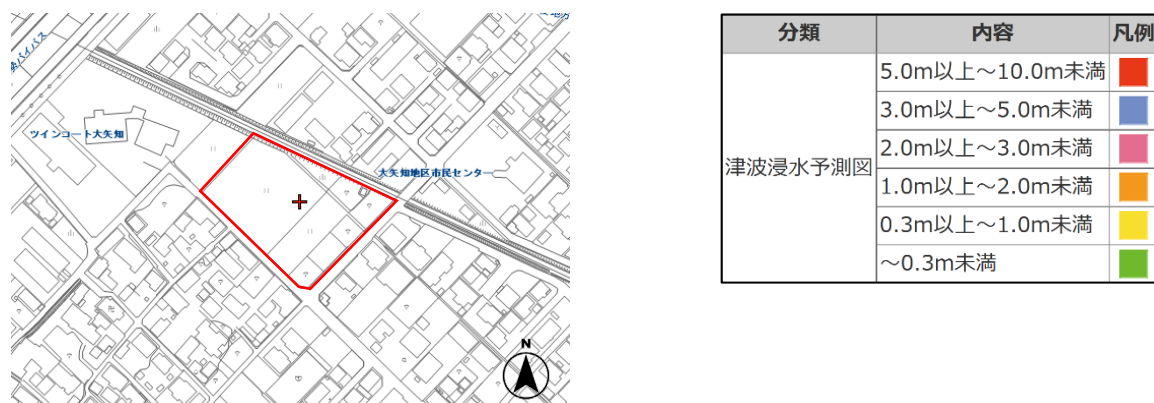 バイパス
ツインコート大矢知
大矢知地区市民センター
N
分類 内容 凡例
津波浸水予測図
5.0m以上～10.0m未満
3.0m以上～5.0m未満
2.0m以上～3.0m未満
1.0m以上～2.0m未満
0.3m以上～1.0m未満
～0.3m未満